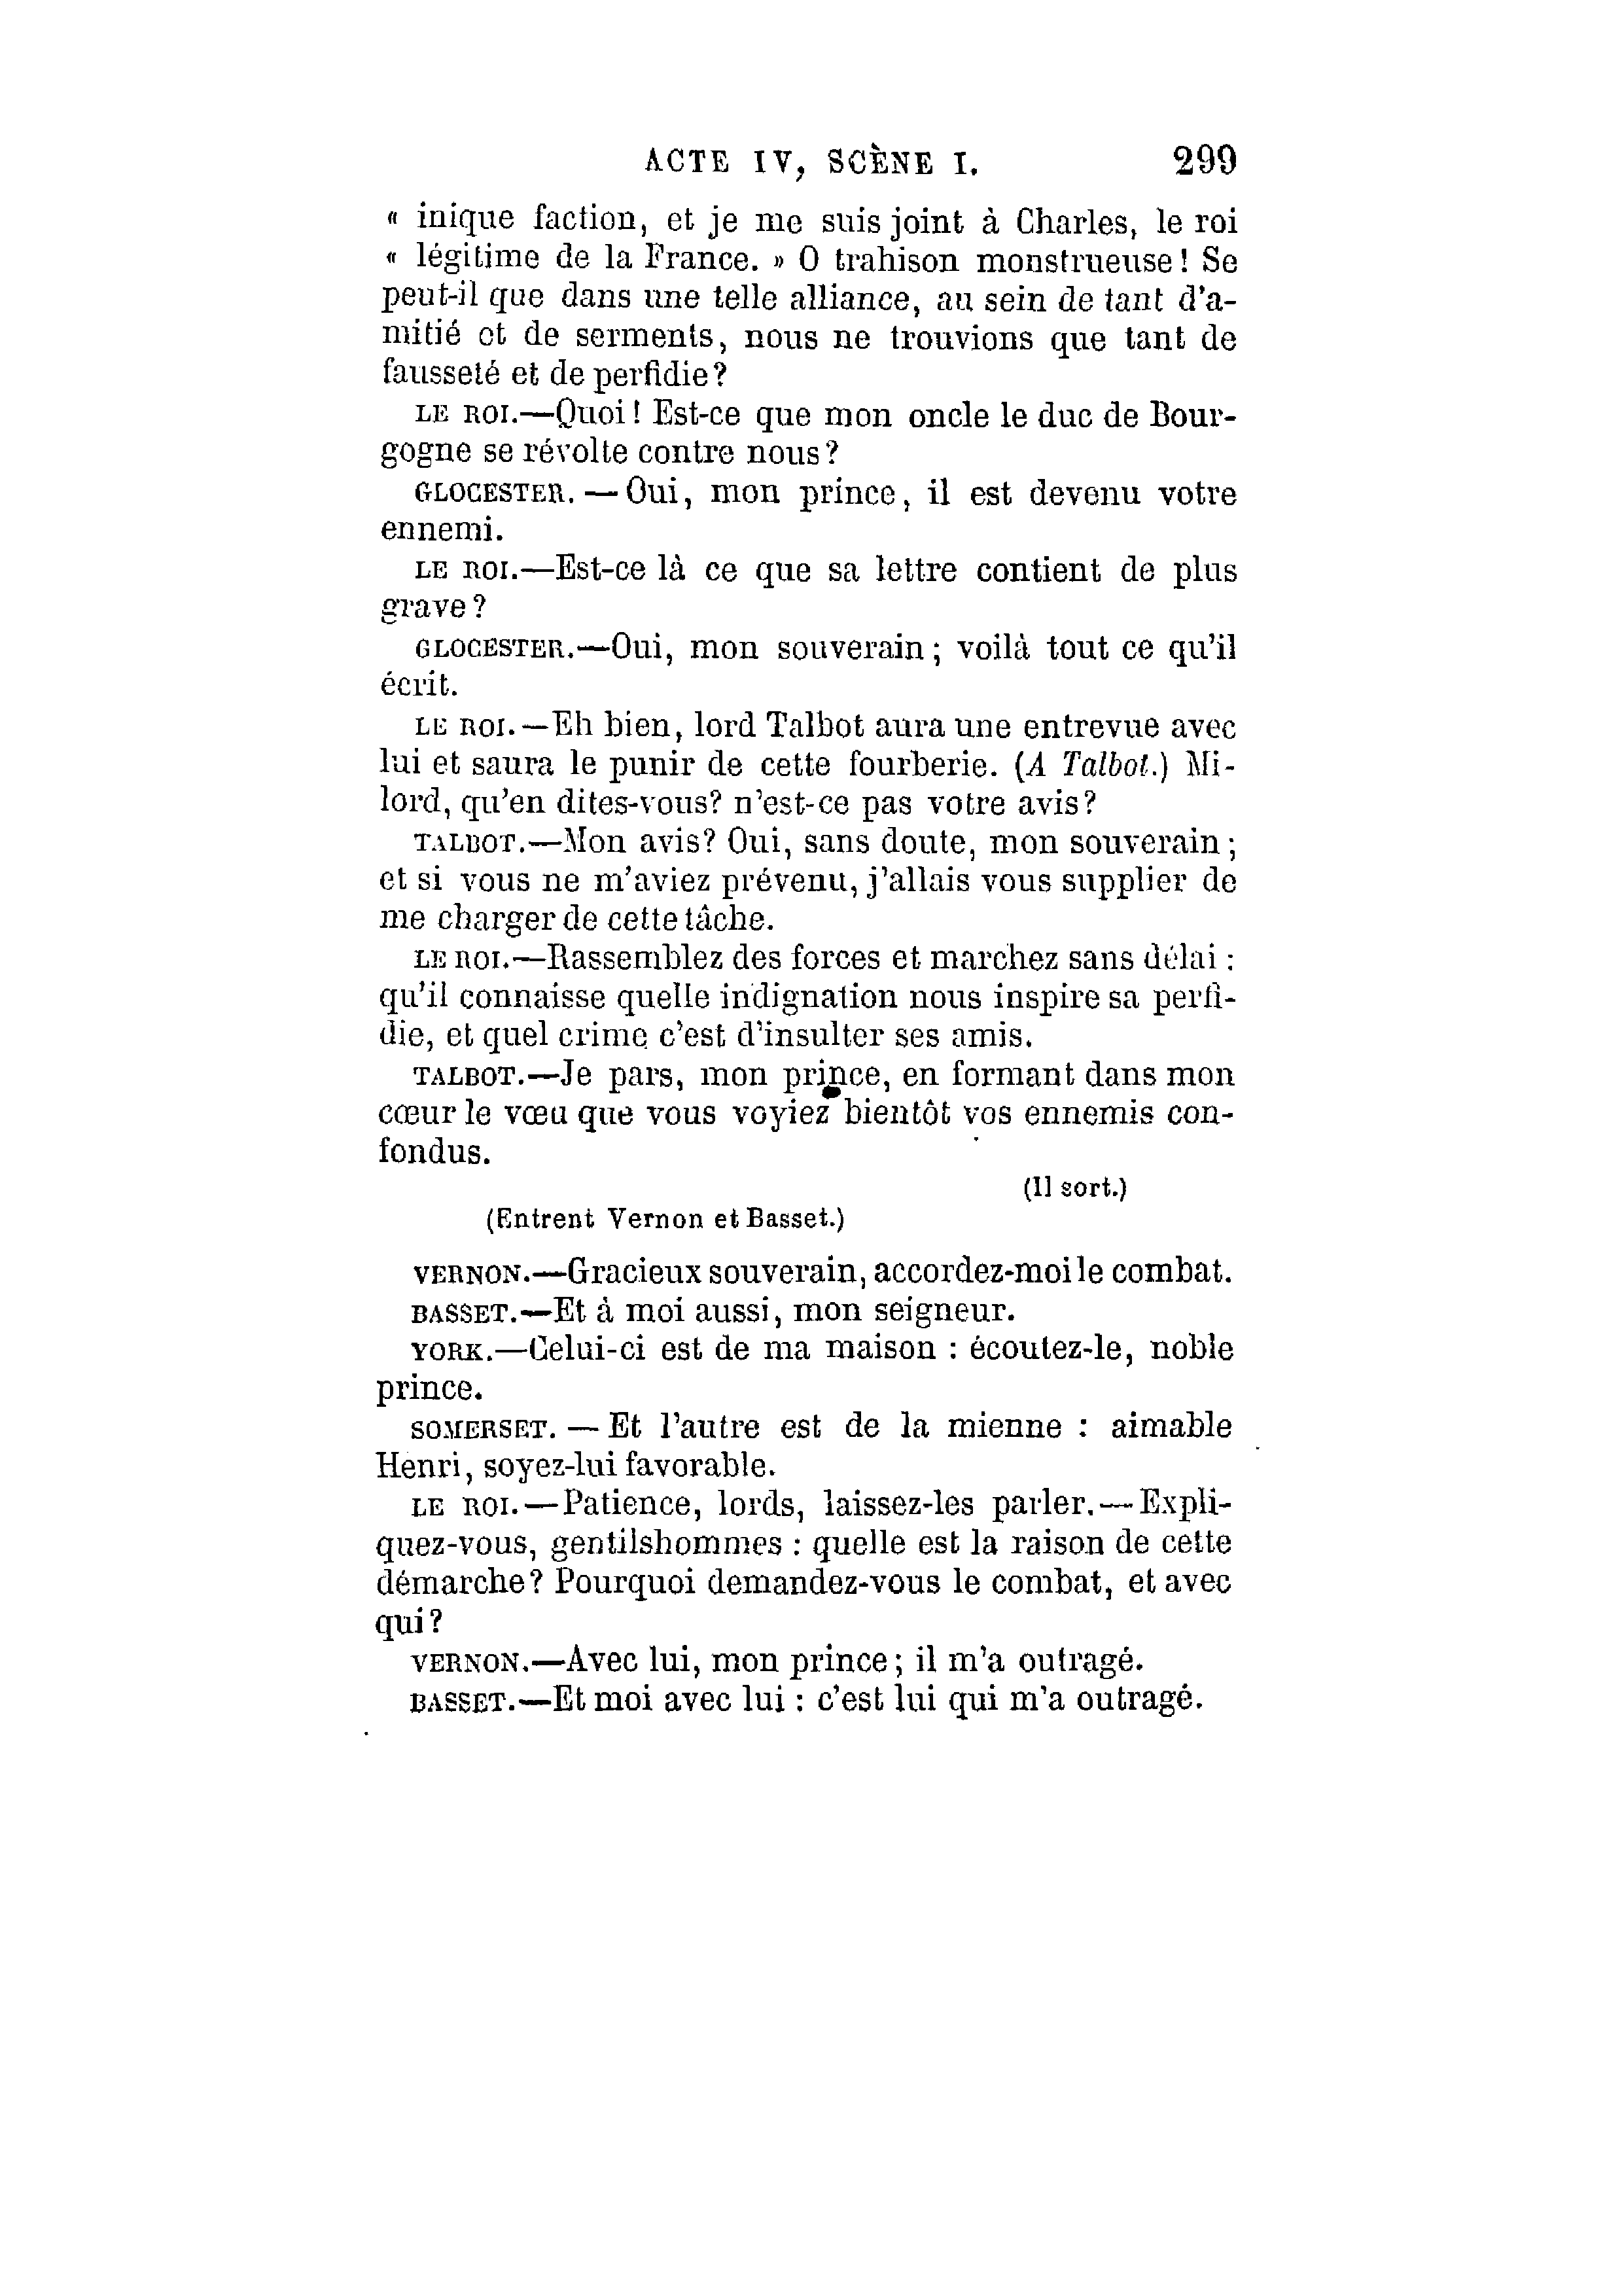 ACTE IV, SCÈNE I. 299
« inique faction, et je me suis joint à Charles, le roi
« légitime de la France. » O trahison monstrueuse! Se
peut-il que dans une telle alliance, au sein de tant d'a-
mitié et de serments, nous ne trouvions que tant de
fausseté et de perfidie?
LE ROI.—Quoi! Est-ce que mon oncle le duc de Bour-
gogne se révolte contre nous?
GLOCESTER. — Oui, mon prince, il est devenu votre
ennemi.
LE ROI.—Est-ce là ce que sa lettre contient de plus
grave?
GLOCESTER.—Oui, mon souverain; voilà tout ce qu'il
écrit.
LE ROI.—Eh bien, lord Talbot aura une entrevue avec
lui et saura le punir de cette fourberie. (A Talbot.) Mi-
lord, qu'en dites-vous? n'est-ce pas votre avis?
TALBOT.—Mon avis? Oui, sans doute, mon souverain;
et si vous ne m'aviez prévenu, j'allais vous supplier de
me charger de cette tâche.
LE ROI.—Rassemblez des forces et marchez sans délai :
qu'il connaisse quelle indignation nous inspire sa perfi-
die, et quel crime c'est d'insulter ses amis.
TALBOT.—Je pars, mon prince, en formant dans mon
cœur le vœu que vous voyiez bientôt vos ennemis con-
fondus.
(Il sort.)
(Entrent Vernon et Basset.)
VERNON.—Gracieux souverain, accordez-moi le combat.
BASSET.—Et à moi aussi, mon seigneur.
YORK.—Celui-ci est de ma maison : écoutez-le, noble
prince.
SOMERSET. — Et l'autre est de la mienne : aimable
Henri, soyez-lui favorable.
LE ROI.—Patience, lords, laissez-les parler.—Expli-
quez-vous, gentilshommes : quelle est la raison de cette
démarche? Pourquoi demandez-vous le combat, et avec
qui?
VERNON.—Avec lui, mon prince; il m'a outragé.
BASSET.—Et moi avec lui : c'est lui qui m'a outragé.